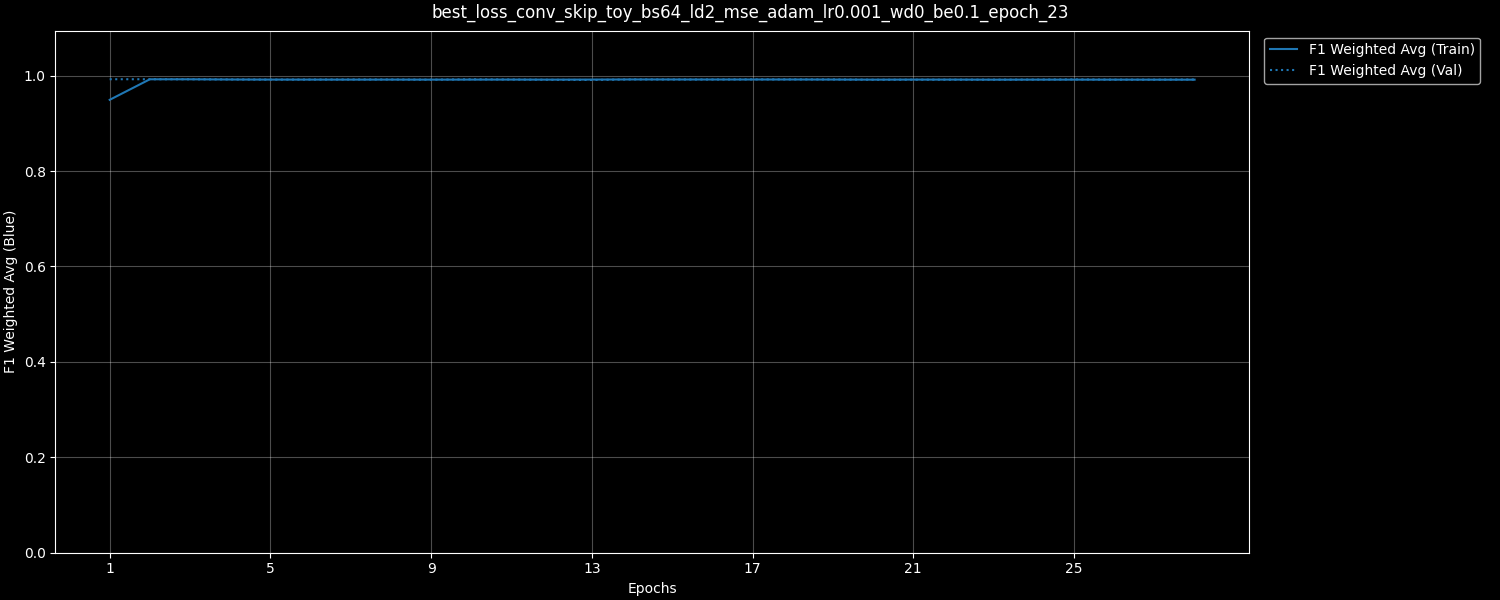 best_loss_conv_skip_toy_bs64_ld2_mse_adam_lr0.001_wd0_be0.1_epoch_23
F1 Weighted Avg (Train)
F1 Weighted Avg (Val)
F1 Weighted Avg (Blue)
1.0
0.8
0.6
0.4
0.2
0.0
1 5 9 13 17 21 25
Epochs